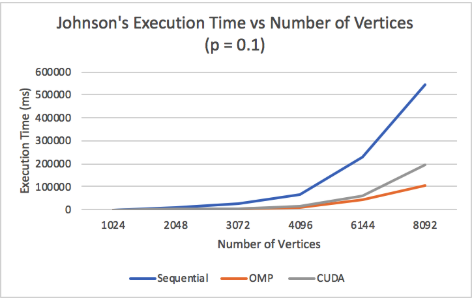 Johnson's Execution Time vs Number of Vertices
(p = 0.1)
Execution Time (ms)
600000
500000
400000
300000
200000
100000
0
1024 2048 3072 4096 6144 8092
Number of Vertices
Sequential OMP CUDA